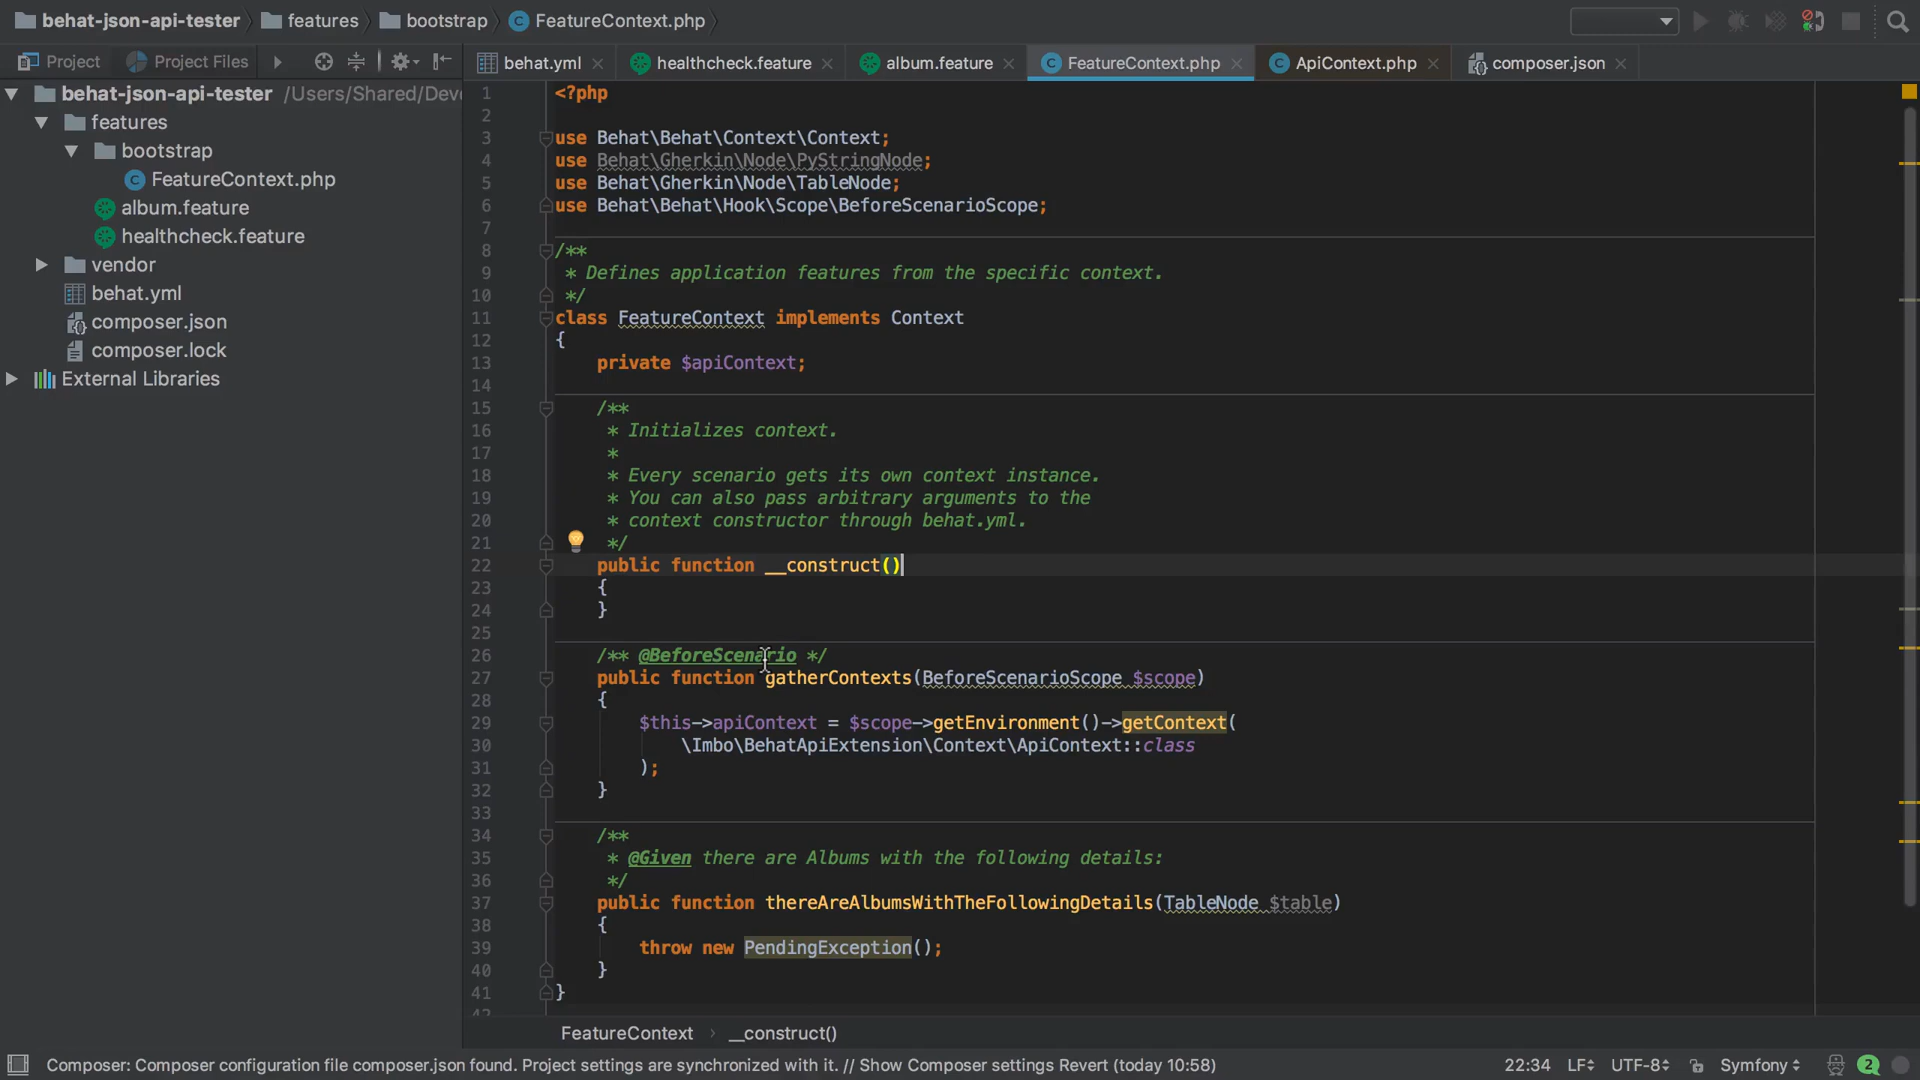 behat-json-api-tester features bootstrap FeatureContext.php
Project Project Files behat.yml healthcheck.feature album.feature FeatureContext.php ApiContext.php composer.json
behat-json-api-tester /Users/Shared/Deve
features
bootstrap
FeatureContext.php
album.feature
healthcheck.feature
vendor
behat.yml
composer.json
composer.lock
External Libraries
1 <?php
2
3 use Behat\Behat\Context\Context;
4 use Behat\Gherkin\Node\PyStringNode;
5 use Behat\Gherkin\Node\TableNode;
6 use Behat\Behat\Hook\Scope\BeforeScenarioScope;
7
8 /**
9 * Defines application features from the specific context.
10 */
11 class FeatureContext implements Context
12 {
13 private $apiContext;
14
15 /**
16 * Initializes context.
17 *
18 * Every scenario gets its own context instance.
19 * You can also pass arbitrary arguments to the
20 * context constructor through behat.yml.
21 */
22 public function __construct()
23 {
24 }
25
26 /** @BeforeScenario */
27 public function gatherContexts(BeforeScenarioScope $scope)
28 {
29 $this->apiContext = $scope->getEnvironment()->getContext(
30 \Imbo\BehatApiExtension\Context\ApiContext::class
31 );
32 }
33
34 /**
35 * @Given there are Albums with the following details:
36 */
37 public function thereAreAlbumsWithTheFollowingDetails(TableNode $table)
38 {
39 throw new PendingException();
40 }
41 }
42
FeatureContext › __construct()
Composer: Composer configuration file composer.json found. Project settings are synchronized with it. // Show Composer settings Revert (today 10:58) 22:34 LF UTF-8 Symfony 2